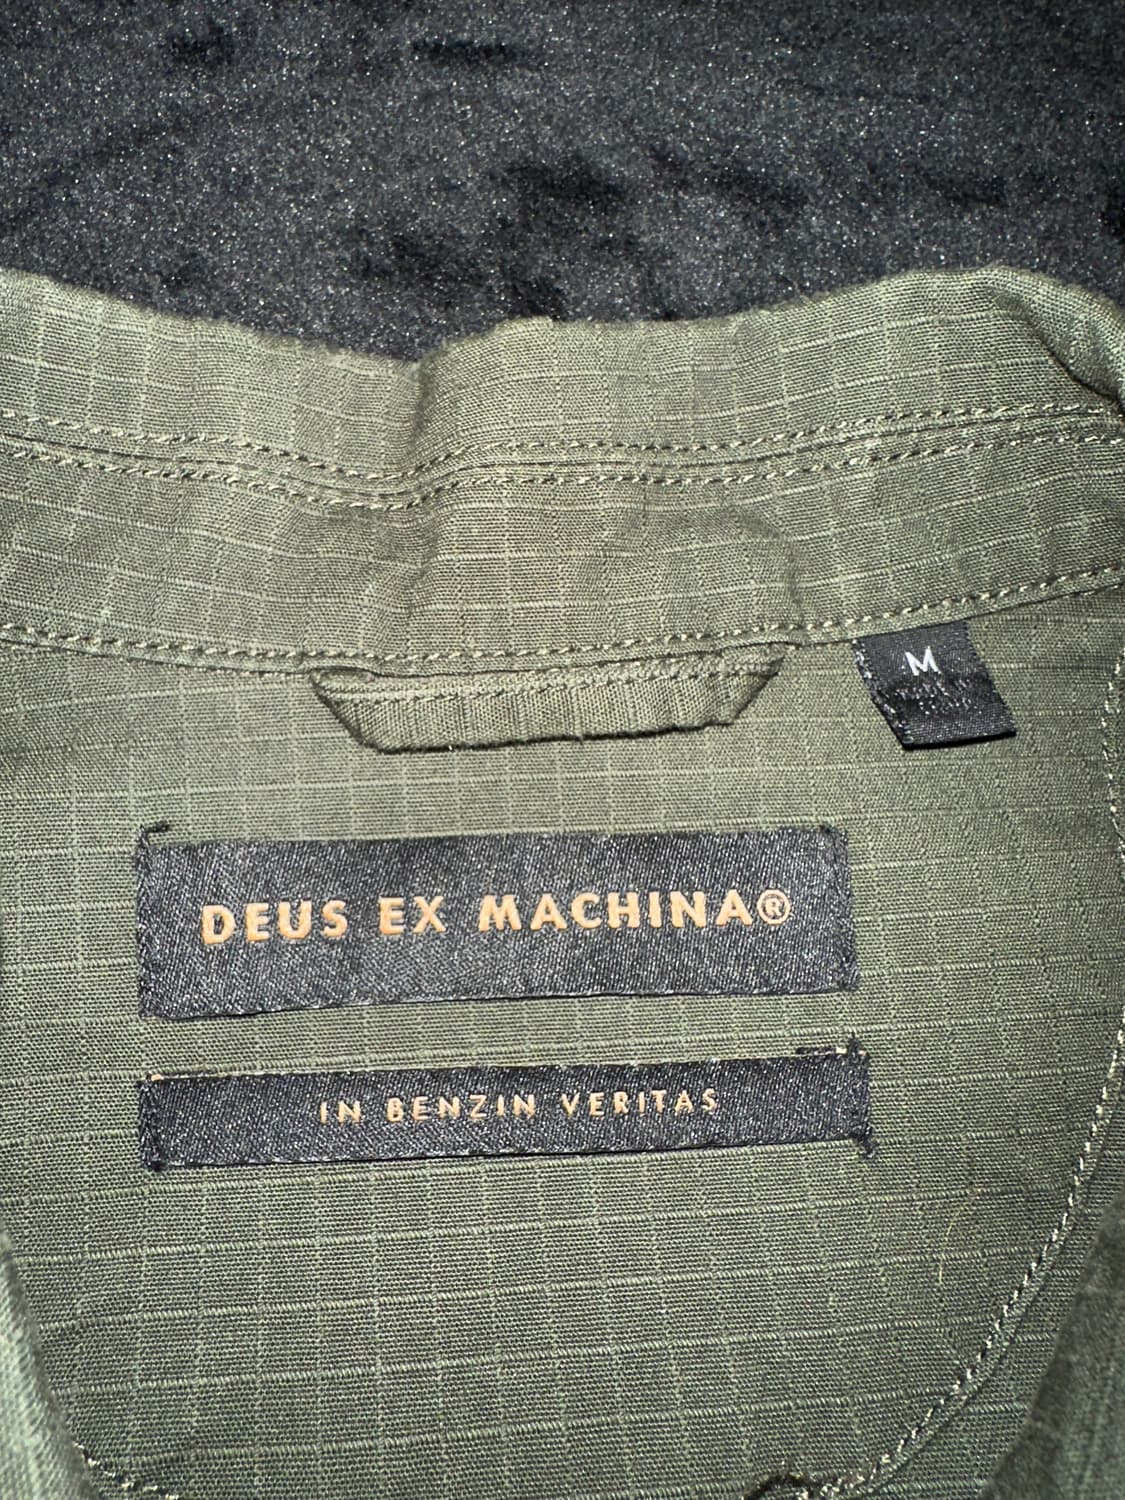 M
DEUS EX MACHINA®
IN BENZIN VERITAS